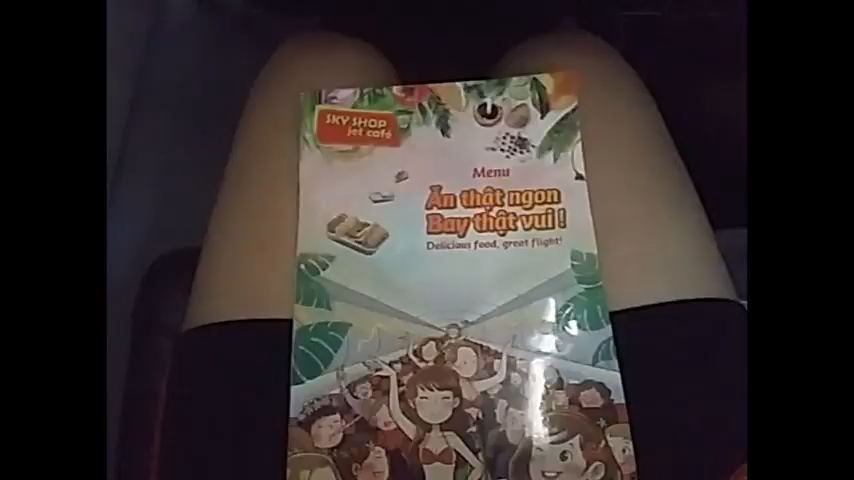 SKY SHOP
jet café
Menu
Ăn thật ngon
Bay thật vui !
Delicious food, great flight!